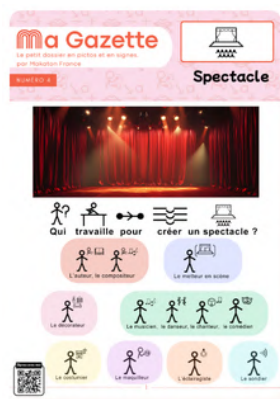 Ma Gazette
Le petit dossier en pictos et en signes,
par Makaton France
NUMÉRO 4
Spectacle
Qui travaille pour créer un spectacle ?
L'auteur, le compositeur
Le metteur en scène
Le décorateur
Le musicien, le danseur, le chanteur, le comédien
Le costumier
Le maquilleur
L'éclairagiste
Le sondier